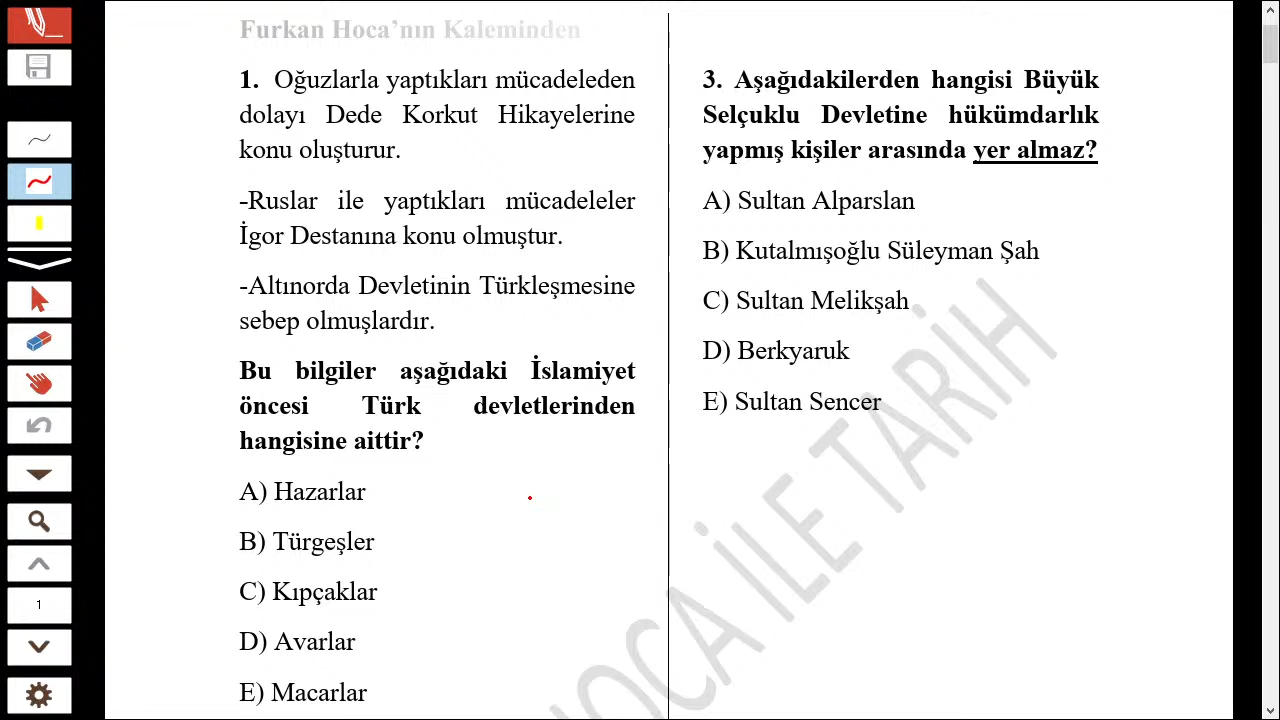 Furkan Hoca’nın Kaleminden
1. Oğuzlarla yaptıkları mücadeleden
dolayı Dede Korkut Hikayelerine
konu oluşturur.
-Ruslar ile yaptıkları mücadeleler
İgor Destanına konu olmuştur.
-Altınorda Devletinin Türkleşmesine
sebep olmuşlardır.
Bu bilgiler aşağıdaki İslamiyet
öncesi Türk devletlerinden
hangisine aittir?
A) Hazarlar
B) Türgeşler
C) Kıpçaklar
D) Avarlar
E) Macarlar
3. Aşağıdakilerden hangisi Büyük
Selçuklu Devletine hükümdarlık
yapmış kişiler arasında yer almaz?
A) Sultan Alparslan
B) Kutalmışoğlu Süleyman Şah
C) Sultan Melikşah
D) Berkyaruk
E) Sultan Sencer
HOCA İLE TARİH
1